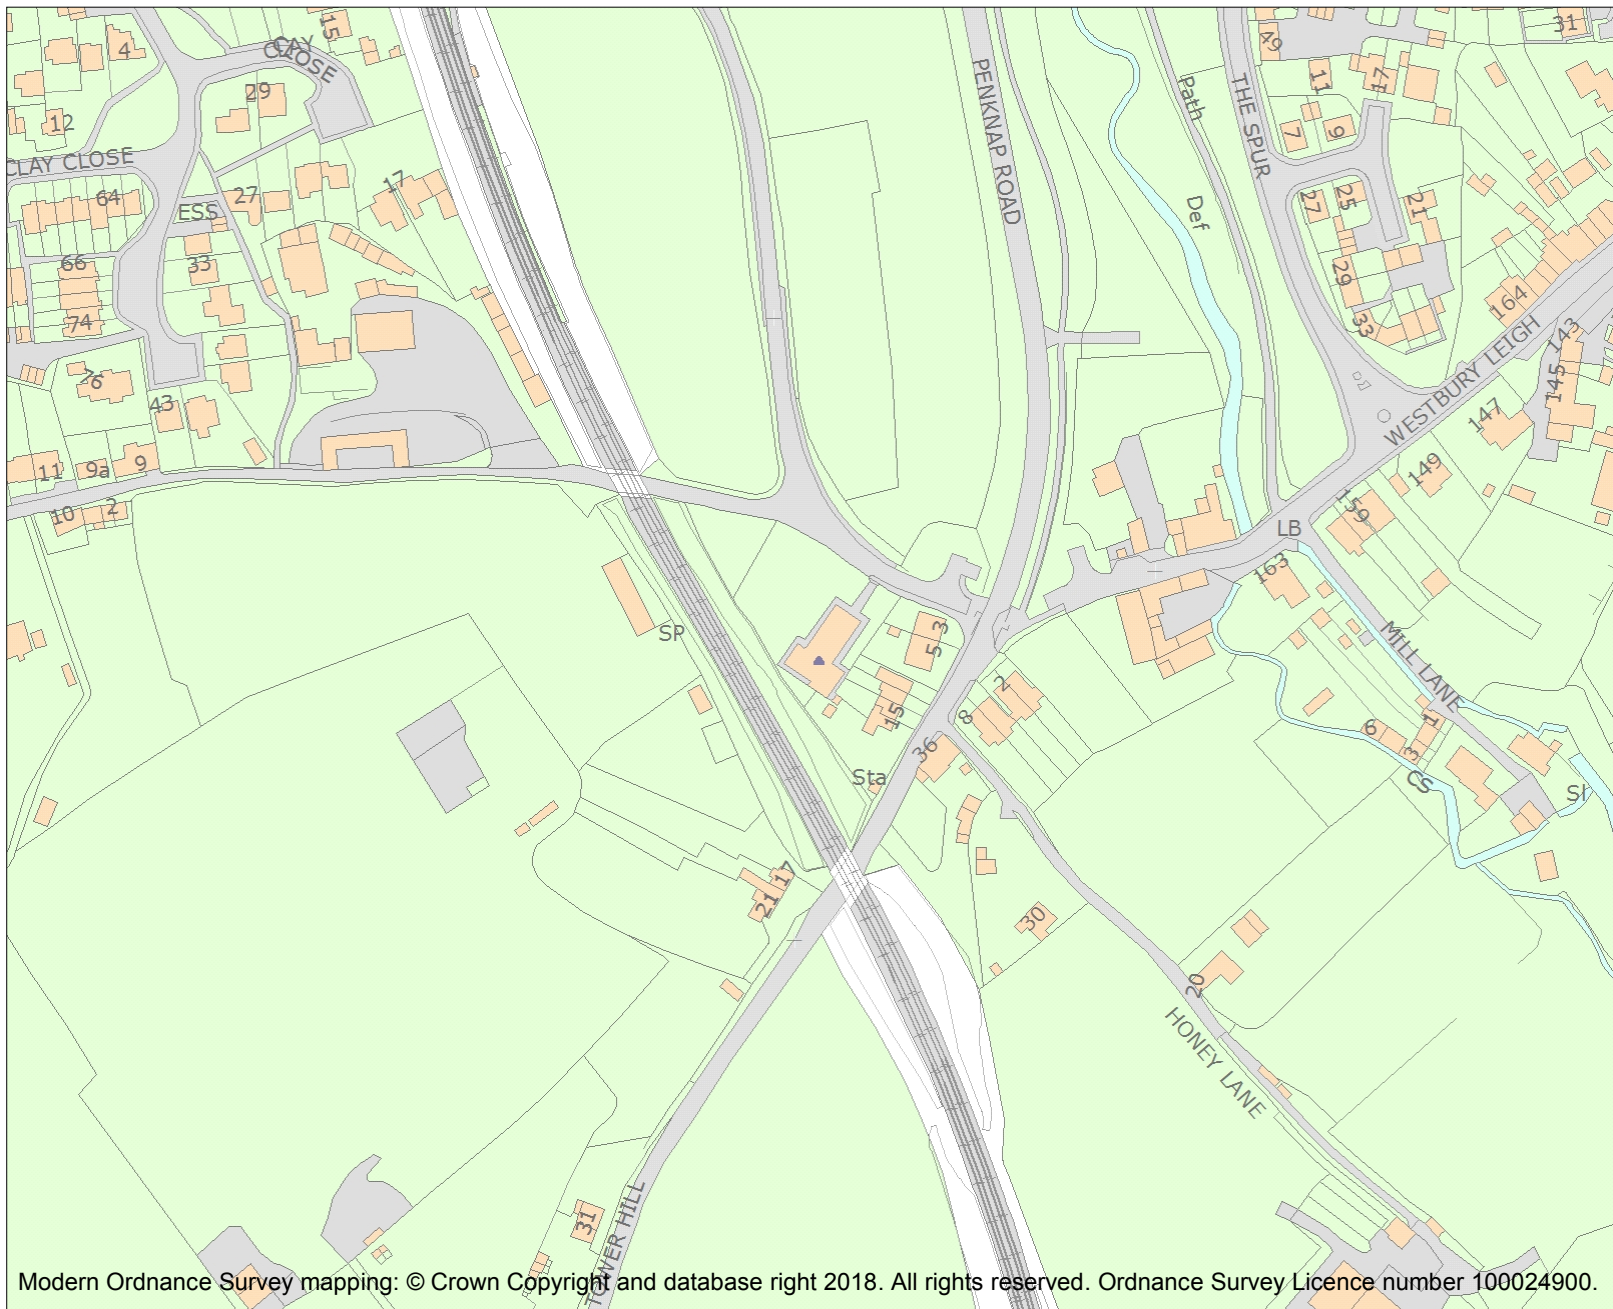 15
31
CLAY
CLOSE
4
49
PENKNAP ROAD
Path
THE SPUR
11
17
29
12
7
9
CLAY CLOSE
17
64
27
ESS
Def
27
25
21
66
33
29
164
74
33
143
WESTBURY LEIGH
76
145
43
147
11
9a
9
149
10
2
159
LB
163
SP
3
5
MILL LANE
2
15
8
36
6
1
3
Sta
CS
Sl
17
21
30
20
HONEY LANE
31
TOWER HILL
Modern Ordnance Survey mapping: © Crown Copyright and database right 2018. All rights reserved. Ordnance Survey Licence number 100024900.